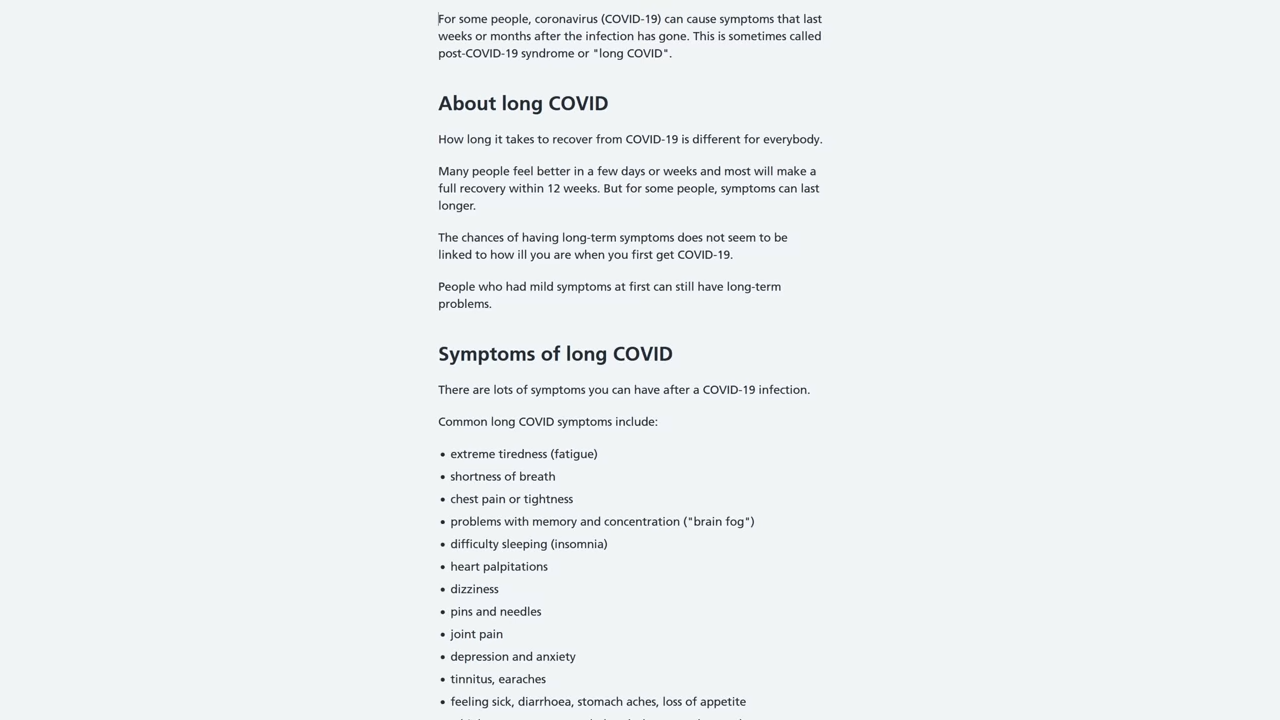 For some people, coronavirus (COVID-19) can cause symptoms that last
weeks or months after the infection has gone. This is sometimes called
post-COVID-19 syndrome or "long COVID".
About long COVID
How long it takes to recover from COVID-19 is different for everybody.
Many people feel better in a few days or weeks and most will make a
full recovery within 12 weeks. But for some people, symptoms can last
longer.
The chances of having long-term symptoms does not seem to be
linked to how ill you are when you first get COVID-19.
People who had mild symptoms at first can still have long-term
problems.
Symptoms of long COVID
There are lots of symptoms you can have after a COVID-19 infection.
Common long COVID symptoms include:
• extreme tiredness (fatigue)
• shortness of breath
• chest pain or tightness
• problems with memory and concentration ("brain fog")
• difficulty sleeping (insomnia)
• heart palpitations
• dizziness
• pins and needles
• joint pain
• depression and anxiety
• tinnitus, earaches
• feeling sick, diarrhoea, stomach aches, loss of appetite